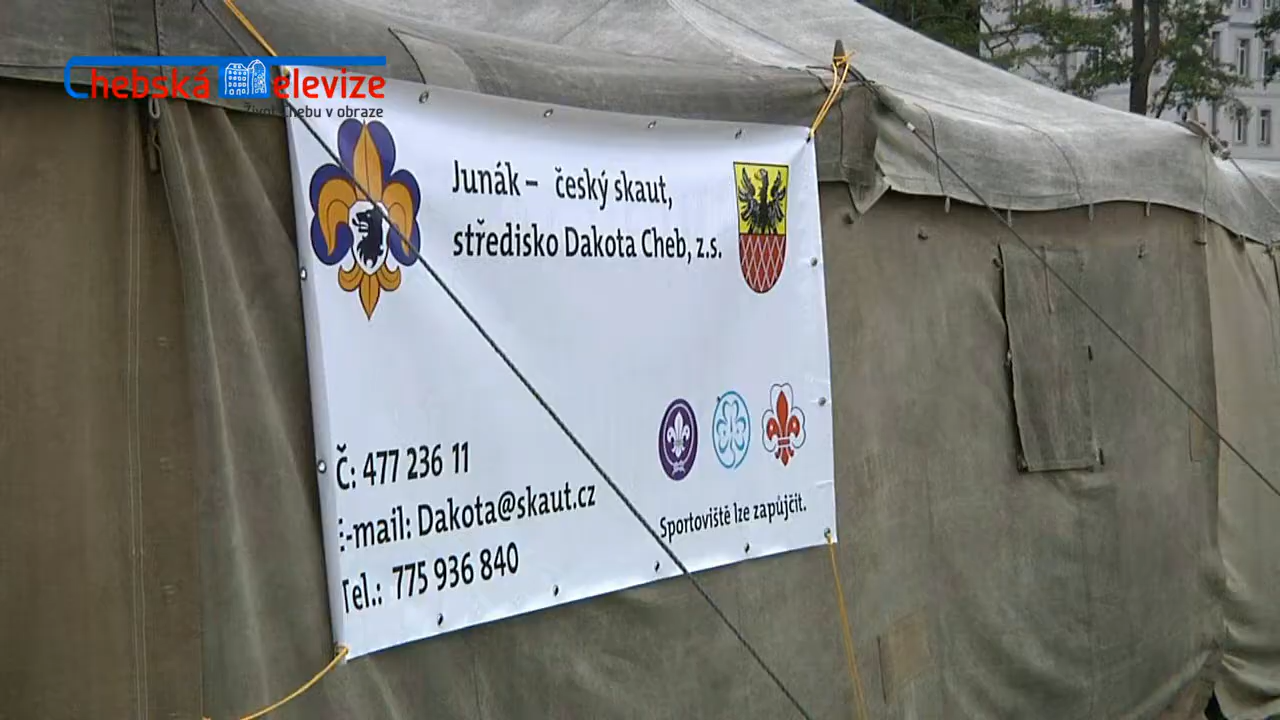 Chebská Televize
Život Chebu v obraze
Junák – český skaut,
středisko Dakota Cheb, z.s.
Č: 477 236 11
E-mail: Dakota@skaut.cz
Tel.: 775 936 840
Sportoviště lze zapůjčit.